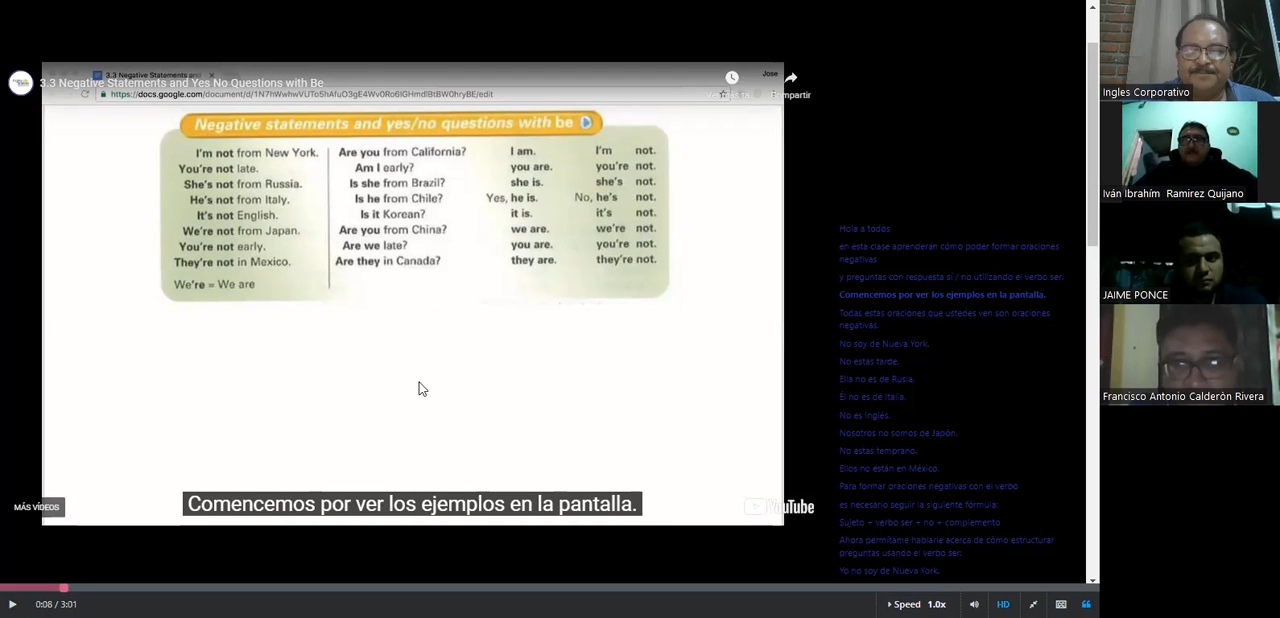 3.3 Negative Statements and
Jose
3.3 Negative Statements and Yes No Questions with Be
Compartir
Negative statements and yes/no questions with be
I'm not from New York. Are you from California? I am. I'm not.
You're not late. Am I early? you are. you're not.
She's not from Russia. Is she from Brazil? she is. she's not.
He's not from Italy. Is he from Chile? Yes, he is. No, he's not.
It's not English. Is it Korean? it is. it's not.
We're not from Japan. Are you from China? we are. we're not.
You're not early. Are we late? you are. you're not.
They're not in Mexico. Are they in Canada? they are. they're not.
We're = We are
MÁS VÍDEOS
Comencemos por ver los ejemplos en la pantalla.
YouTube
Hola a todos
en esta clase aprenderán cómo poder formar oraciones
negativas
y preguntas con respuesta sí / no utilizando el verbo ser.
Comencemos por ver los ejemplos en la pantalla.
Todas estas oraciones que ustedes ven son oraciones
negativas.
No soy de Nueva York.
No estas tarde.
Ella no es de Rusia.
Él no es de Italia.
No es Inglés.
Nosotros no somos de Japón.
No estas temprano.
Ellos no están en México.
Para formar oraciones negativas con el verbo
es necesario seguir la siguiente fórmula:
Sujeto + verbo ser + no + complemento
Ahora permítame hablarle acerca de cómo estructurar
preguntas usando el verbo ser:
Yo no soy de Nueva York.
0:08 / 3:01
Speed 1.0x
HD
Ingles Corporativo
Iván Ibrahím Ramirez Quijano
JAIME PONCE
Francisco Antonio Calderòn Rivera